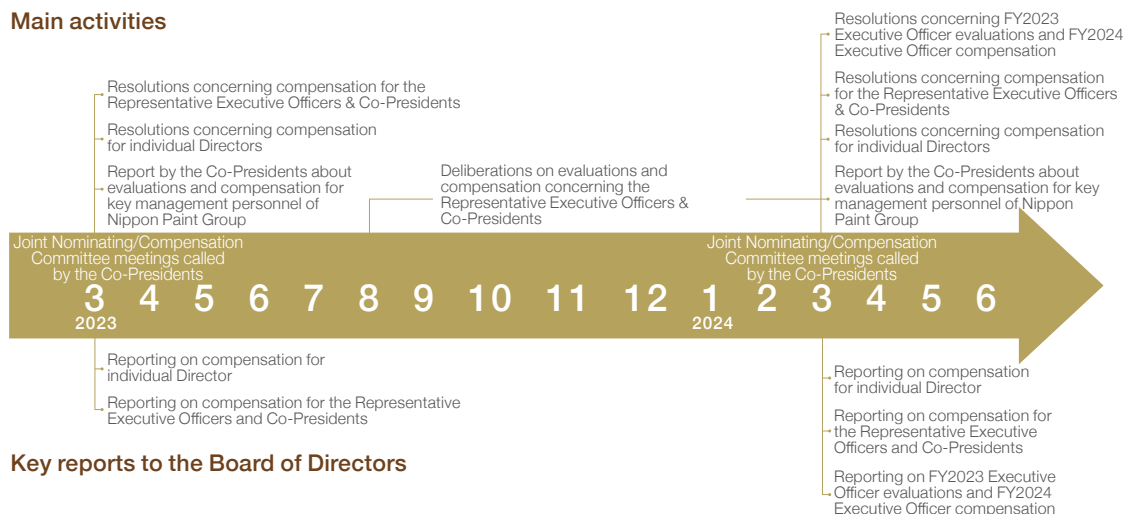 Main activities
Resolutions concerning compensation for the
Representative Executive Officers & Co-Presidents
Resolutions concerning compensation
for individual Directors
Report by the Co-Presidents about
evaluations and compensation for
key management personnel of
Nippon Paint Group
Deliberations on evaluations and
compensation concerning the
Representative Executive Officers &
Co-Presidents
Resolutions concerning FY2023
Executive Officer evaluations and FY2024
Executive Officer compensation
Resolutions concerning compensation
for the Representative Executive Officers
& Co-Presidents
Resolutions concerning compensation
for individual Directors
Report by the Co-Presidents about
evaluations and compensation for key
management personnel of Nippon
Paint Group
Joint Nominating/Compensation
Committee meetings called
by the Co-Presidents
Joint Nominating/Compensation
Committee meetings called
by the Co-Presidents
3 4 5 6 7 8 9 10 11 12 1 2 3 4 5 6
2023 2024
Reporting on compensation for
individual Director
Reporting on compensation for the Representative
Executive Officers and Co-Presidents
Reporting on compensation
for individual Director
Reporting on compensation for
the Representative Executive
Officers and Co-Presidents
Reporting on FY2023 Executive
Officer evaluations and FY2024
Executive Officer compensation
Key reports to the Board of Directors